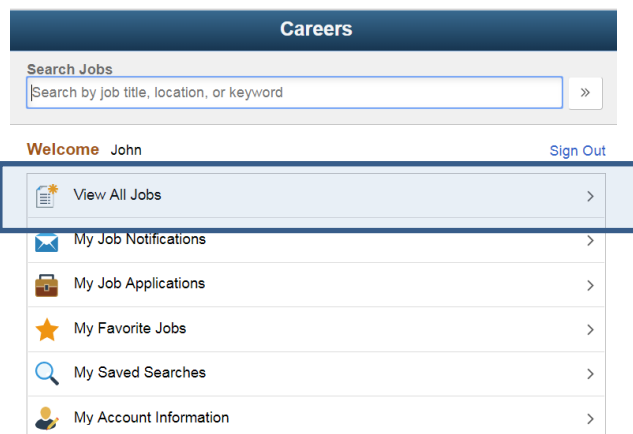 Careers
Search Jobs
Search by job title, location, or keyword
»
Welcome John Sign Out
View All Jobs
My Job Notifications
My Job Applications
My Favorite Jobs
My Saved Searches
My Account Information